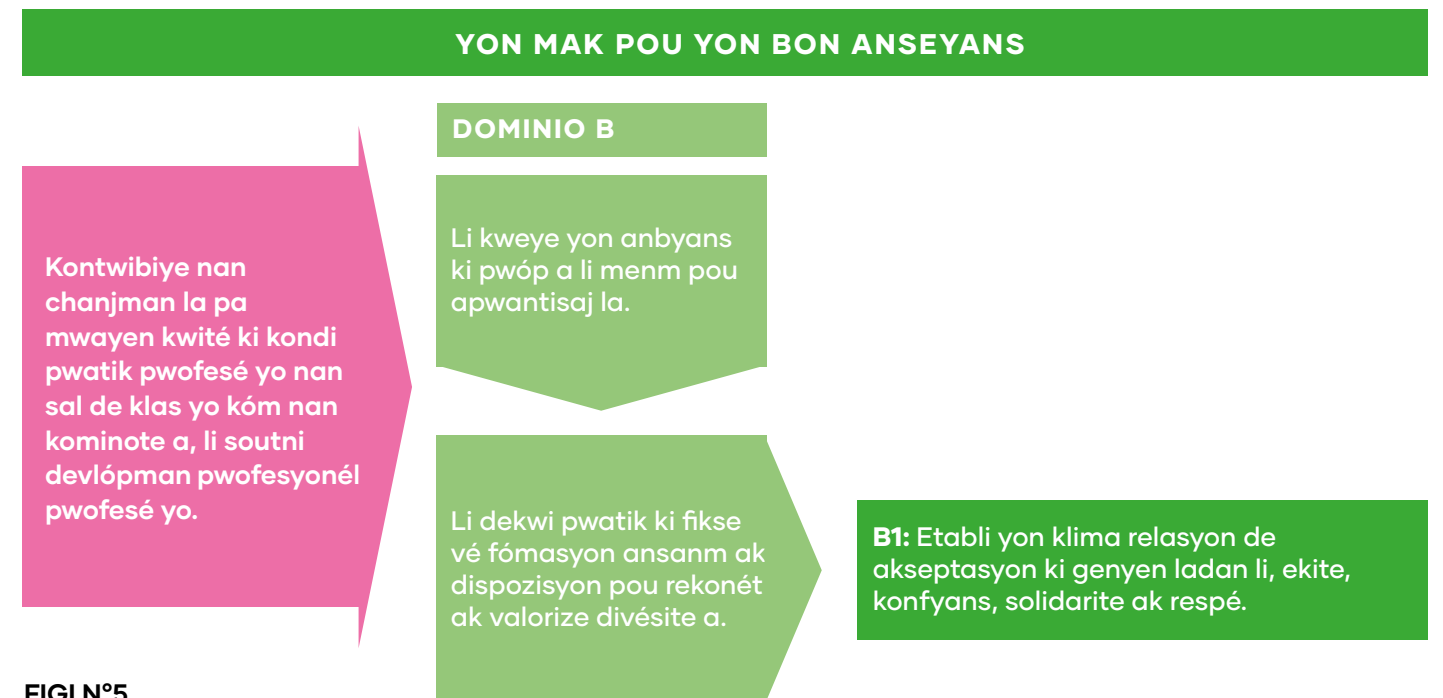 YON MAK POU YON BON ANSEYANS
Kontwibiye nan
chanjman la pa
mwayen kwité ki kondi
pwatik pwofesé yo nan
sal de klas yo kóm nan
kominote a, li soutni
devlópman pwofesyonél
pwofesé yo.
DOMINIO B
Li kweye yon anbyans
ki pwóp a li menm pou
apwantisaj la.
Li dekwi pwatik ki fikse
vé fómasyon ansanm ak
dispozisyon pou rekonét
ak valorize divésite a.
B1: Etabli yon klima relasyon de
akseptasyon ki genyen ladan li, ekite,
konfyans, solidarite ak respé.
FIGI N°5